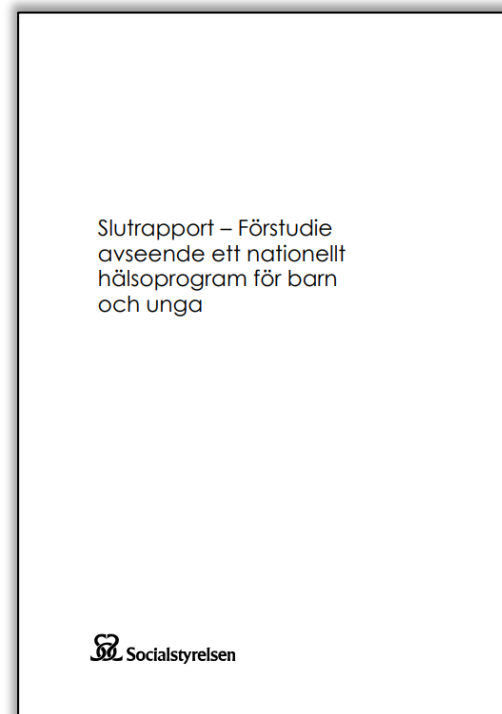 Slutrapport – Förstudie
avseende ett nationellt
hälsoprogram för barn
och unga
Socialstyrelsen